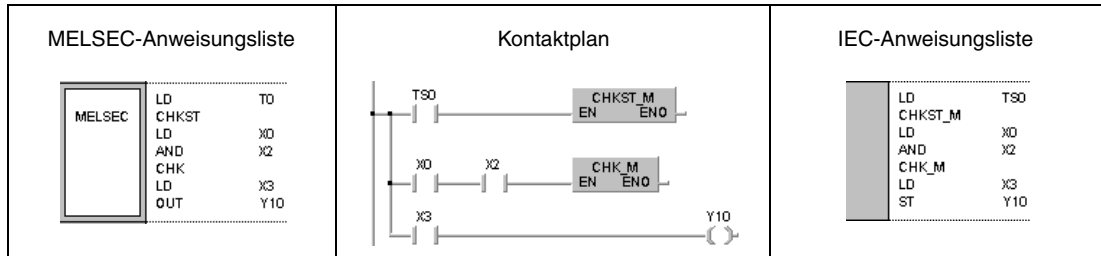 MELSEC-Anweisungsliste
MELSEC
LD T0
CHKST
LD X0
AND X2
CHK
LD X3
OUT Y10
Kontaktplan
TS0
CHKST_M
EN ENO
X0 X2
CHK_M
EN ENO
X3 Y10
IEC-Anweisungsliste
LD TS0
CHKST_M
LD X0
AND X2
CHK_M
LD X3
ST Y10